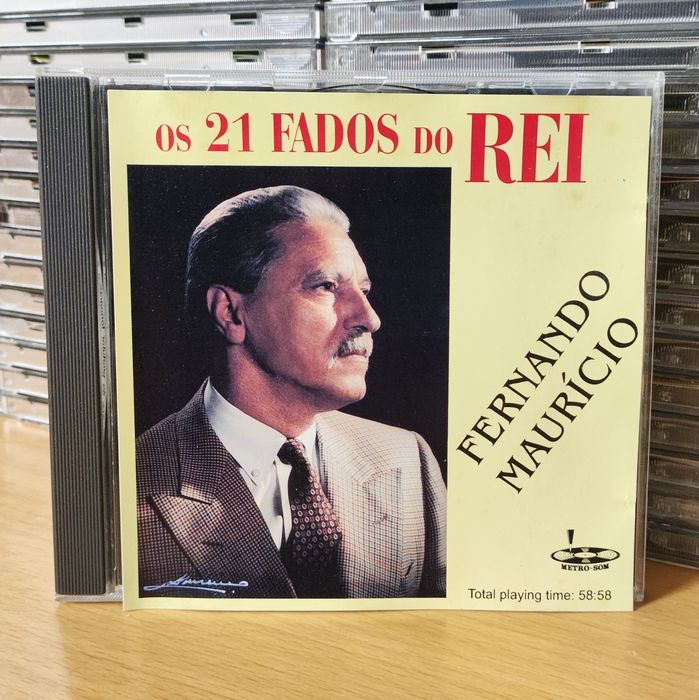 OS 21 FADOS DO REI
FERNANDO
MAURÍCIO
METRO-SOM
Total playing time: 58:58